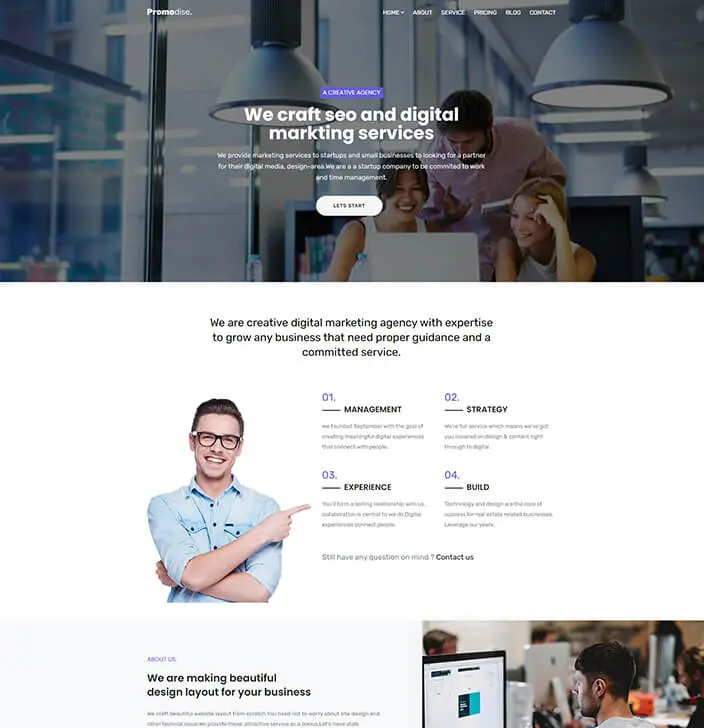 Promodise.
HOME ABOUT SERVICE PRICING BLOG CONTACT
A CREATIVE AGENCY
We craft seo and digital
markting services
We provide marketing services to startups and small businesses to looking for a partner
for their digital media, design-area.We are a a startup company to be commited to work
and time management.
LETS START
We are creative digital marketing agency with expertise
to grow any business that need proper guidance and a
committed service.
01.
MANAGEMENT
we founded September with the goal of
creating meaningful digital experiences
that connect with people.
02.
STRATEGY
We're full service which means we've got
you covered on design & content right
through to digital.
03.
EXPERIENCE
You'll form a lasting relationship with us,
collaboration is central to we do.Digital
experiences connect people.
04.
BUILD
Technology and design are the core of
success for real estate related businesses.
Leverage our years.
Still have any question on mind ? Contact us
ABOUT US
We are making beautiful
design layout for your business
We craft beautiful website layout from scratch.You need not to worry about site design and
other technial issue.We provide these attractive service as a bonus.Let's have atalk